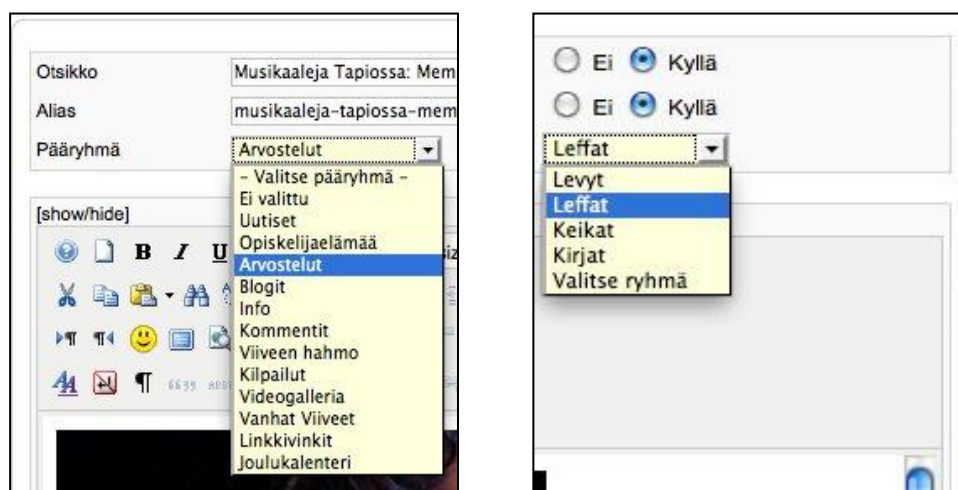 Otsikko Musikaaleja Tapiossa: Mem
Alias musikaaleja-tapiossa-mem
Pääryhmä Arvostelut
- Valitse pääryhmä -
Ei valittu
Uutiset
Opiskelijaelämää
Arvostelut
Blogit
Info
Kommentit
Viiveen hahmo
Kilpailut
Videogalleria
Vanhat Viiveet
Linkkivinkit
Joulukalenteri
[show/hide]
B I U
Ei Kyllä
Ei Kyllä
Leffat
Levyt
Leffat
Keikat
Kirjat
Valitse ryhmä